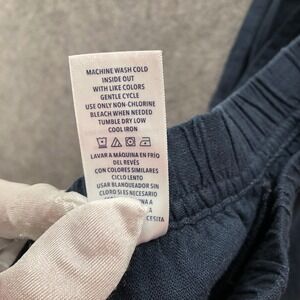 MACHINE WASH COLD
INSIDE OUT
WITH LIKE COLORS
GENTLE CYCLE
USE ONLY NON-CHLORINE
BLEACH WHEN NEEDED
TUMBLE DRY LOW
COOL IRON
LAVAR A MÁQUINA EN FRÍO
DEL REVÉS
CON COLORES SIMILARES
CICLO LENTO
USAR BLANQUEADOR SIN
CLORO SI ES NECESARIO